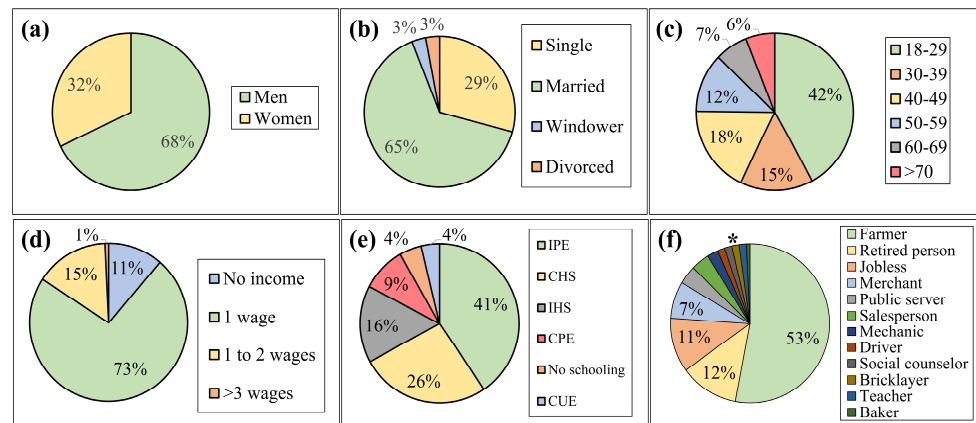 (a)
32%
68%
Men
Women
(b)
3%
3%
29%
65%
Single
Married
Windower
Divorced
(c)
6%
7%
12%
18%
15%
42%
18-29
30-39
40-49
50-59
60-69
>70
(d)
1%
11%
15%
73%
No income
1 wage
1 to 2 wages
>3 wages
(e)
4%
4%
9%
16%
26%
41%
IPE
CHS
IHS
CPE
No schooling
CUE
(f)
*
7%
11%
12%
53%
Farmer
Retired person
Jobless
Merchant
Public server
Salesperson
Mechanic
Driver
Social counselor
Bricklayer
Teacher
Baker